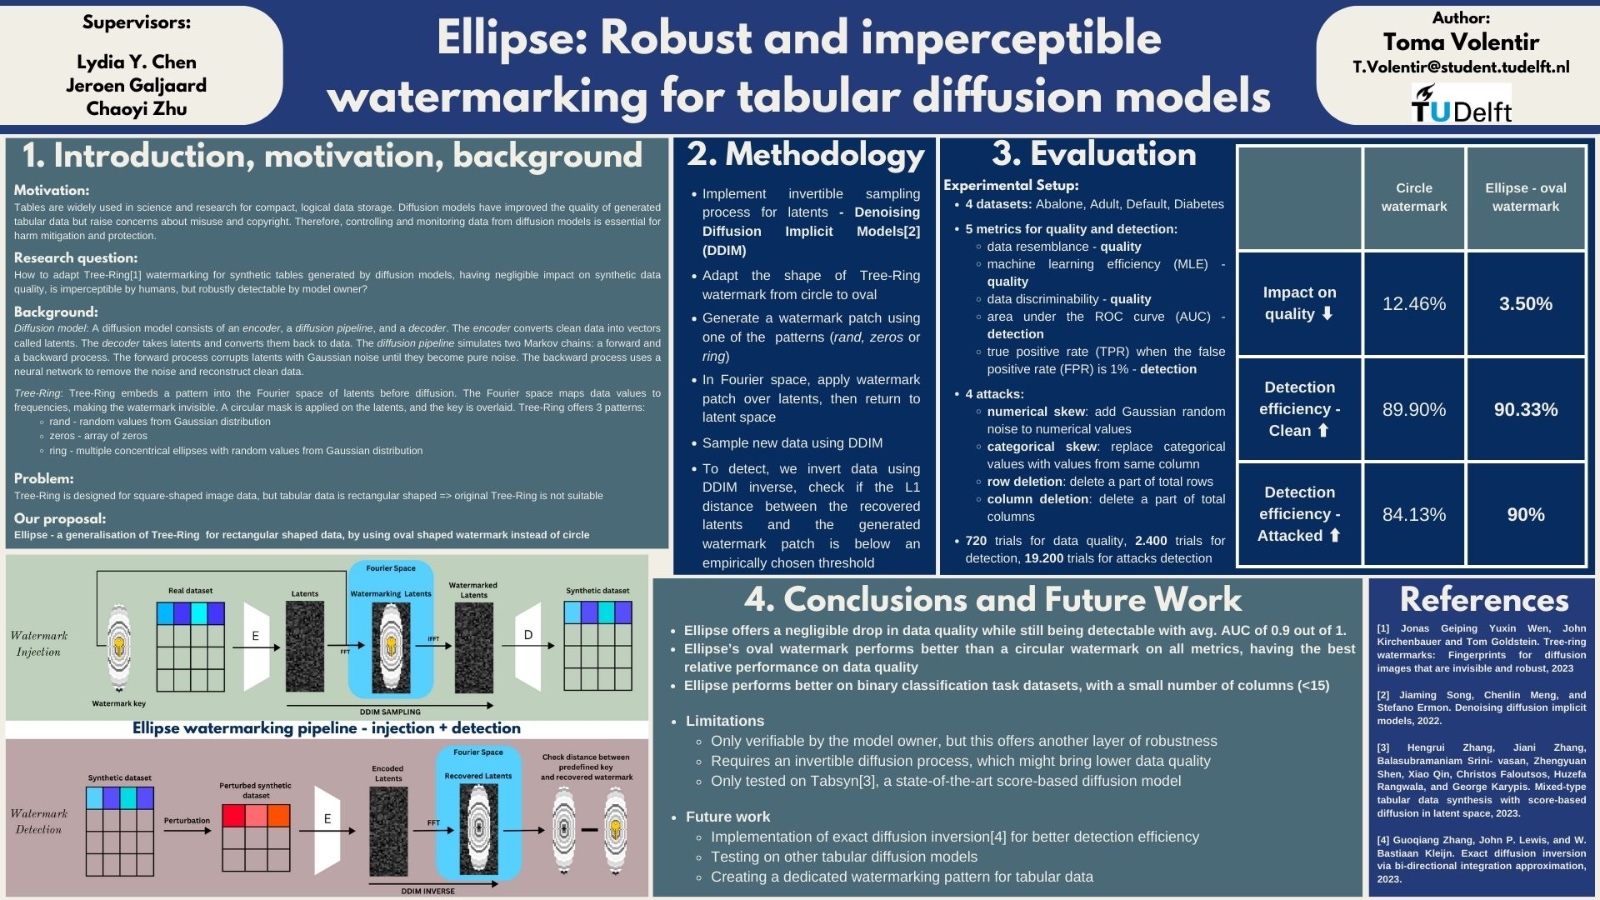 Supervisors:
Lydia Y. Chen
Jeroen Galjaard
Chaoyi Zhu
Ellipse: Robust and imperceptible
watermarking for tabular diffusion models
Author:
Toma Volentir
T.Volentir@student.tudelft.nl
TUDelft
1. Introduction, motivation, background
Motivation:
Tables are widely used in science and research for compact, logical data storage. Diffusion models have improved the quality of generated
tabular data but raise concerns about misuse and copyright. Therefore, controlling and monitoring data from diffusion models is essential for
harm mitigation and protection.
Research question:
How to adapt Tree-Ring[1] watermarking for synthetic tables generated by diffusion models, having negligible impact on synthetic data
quality, is imperceptible by humans, but robustly detectable by model owner?
Background:
Diffusion model: A diffusion model consists of an encoder, a diffusion pipeline, and a decoder. The encoder converts clean data into vectors
called latents. The decoder takes latents and converts them back to data. The diffusion pipeline simulates two Markov chains: a forward and
a backward process. The forward process corrupts latents with Gaussian noise until they become pure noise. The backward process uses a
neural network to remove the noise and reconstruct clean data.
Tree-Ring: Tree-Ring embeds a pattern into the Fourier space of latents before diffusion. The Fourier space maps data values to
frequencies, making the watermark invisible. A circular mask is applied on the latents, and the key is overlaid. Tree-Ring offers 3 patterns:
◦ rand - random values from Gaussian distribution
◦ zeros - array of zeros
◦ ring - multiple concentrical ellipses with random values from Gaussian distribution
Problem:
Tree-Ring is designed for square-shaped image data, but tabular data is rectangular shaped => original Tree-Ring is not suitable
Our proposal:
Ellipse - a generalisation of Tree-Ring for rectangular shaped data, by using oval shaped watermark instead of circle
2. Methodology
• Implement invertible sampling
process for latents - Denoising
Diffusion Implicit Models[2]
(DDIM)
• Adapt the shape of Tree-Ring
watermark from circle to oval
• Generate a watermark patch using
one of the patterns (rand, zeros or
ring)
• In Fourier space, apply watermark
patch over latents, then return to
latent space
• Sample new data using DDIM
• To detect, we invert data using
DDIM inverse, check if the L1
distance between the recovered
latents and the generated
watermark patch is below an
empirically chosen threshold
3. Evaluation
Experimental Setup:
• 4 datasets: Abalone, Adult, Default, Diabetes
• 5 metrics for quality and detection:
◦ data resemblance - quality
◦ machine learning efficiency (MLE) -
quality
◦ data discriminability - quality
◦ area under the ROC curve (AUC) -
detection
◦ true positive rate (TPR) when the false
positive rate (FPR) is 1% - detection
• 4 attacks:
◦ numerical skew: add Gaussian random
noise to numerical values
◦ categorical skew: replace categorical
values with values from same column
◦ row deletion: delete a part of total rows
◦ column deletion: delete a part of total
columns
• 720 trials for data quality, 2.400 trials for
detection, 19.200 trials for attacks detection
Circle
watermark
Ellipse - oval
watermark
Impact on
quality ⬇
12.46%
3.50%
Detection
efficiency -
Clean ⬆
89.90%
90.33%
Detection
efficiency -
Attacked ⬆
84.13%
90%
Watermark
Injection
Watermark key
Real dataset
E
Latents
FFT
Fourier Space
Watermarking Latents
IFFT
Watermarked
Latents
DDIM SAMPLING
D
Synthetic dataset
Ellipse watermarking pipeline - injection + detection
Watermark
Detection
Synthetic dataset
Perturbation
Perturbed synthetic
dataset
E
Encoded
Latents
FFT
Fourier Space
Recovered Latents
DDIM INVERSE
Check distance between
predefined key
and recovered watermark
4. Conclusions and Future Work
• Ellipse offers a negligible drop in data quality while still being detectable with avg. AUC of 0.9 out of 1.
• Ellipse's oval watermark performs better than a circular watermark on all metrics, having the best
relative performance on data quality
• Ellipse performs better on binary classification task datasets, with a small number of columns (<15)
• Limitations
◦ Only verifiable by the model owner, but this offers another layer of robustness
◦ Requires an invertible diffusion process, which might bring lower data quality
◦ Only tested on Tabsyn[3], a state-of-the-art score-based diffusion model
• Future work
◦ Implementation of exact diffusion inversion[4] for better detection efficiency
◦ Testing on other tabular diffusion models
◦ Creating a dedicated watermarking pattern for tabular data
References
[1] Jonas Geiping Yuxin Wen, John
Kirchenbauer and Tom Goldstein. Tree-ring
watermarks: Fingerprints for diffusion
images that are invisible and robust, 2023
[2] Jiaming Song, Chenlin Meng, and
Stefano Ermon. Denoising diffusion implicit
models, 2022.
[3] Hengrui Zhang, Jiani Zhang,
Balasubramaniam Srini- vasan, Zhengyuan
Shen, Xiao Qin, Christos Faloutsos, Huzefa
Rangwala, and George Karypis. Mixed-type
tabular data synthesis with score-based
diffusion in latent space, 2023.
[4] Guoqiang Zhang, John P. Lewis, and W.
Bastiaan Kleijn. Exact diffusion inversion
via bi-directional integration approximation,
2023.